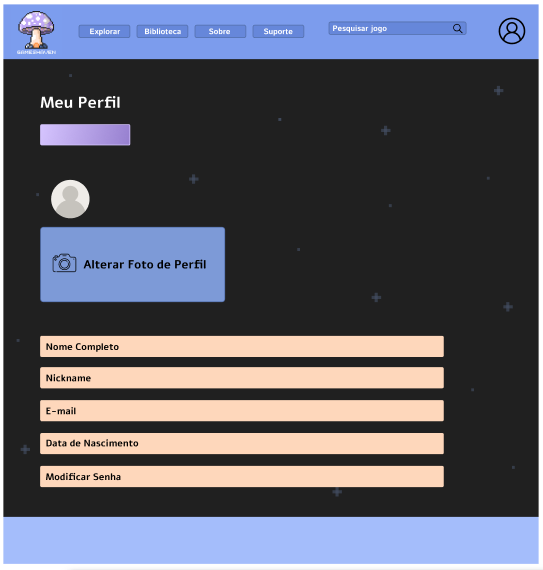 GAMESHAVEN
Explorar
Biblioteca
Sobre
Suporte
Pesquisar jogo
Meu Perfil
Alterar Foto de Perfil
Nome Completo
Nickname
E-mail
Data de Nascimento
Modificar Senha